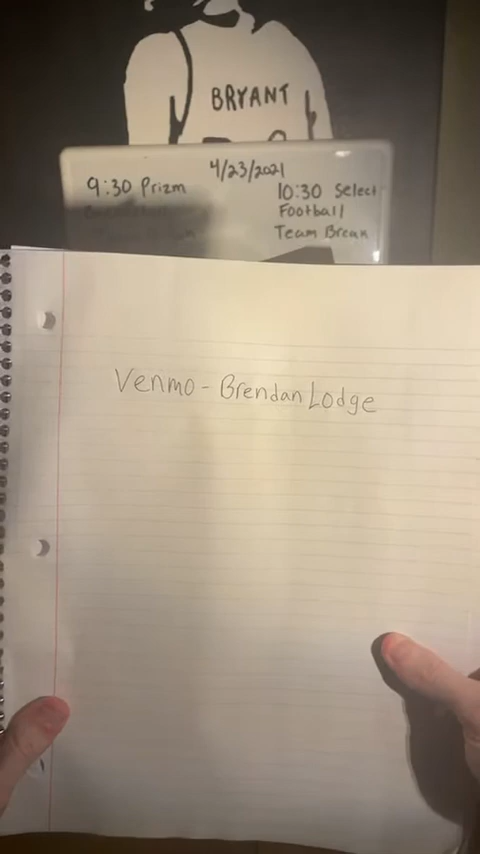 BRYANT
4/23/2021
9:30 Prizm
10:30 Select
Football
Team Break
Venmo - Brendan Lodge